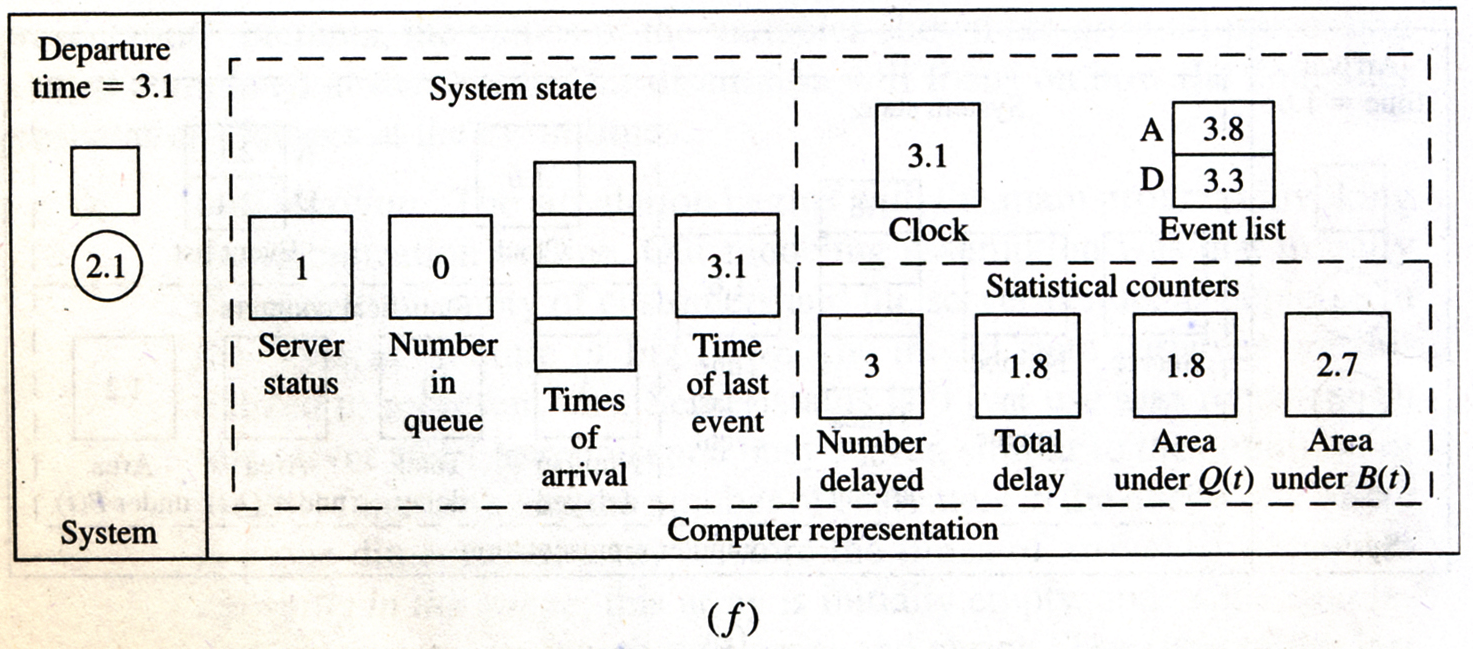 Departure
time = 3.1
2.1
System
System state
1
Server
status
0
Number
in
queue
Times
of
arrival
3.1
Time
of last
event
3.1
Clock
A 3.8
D 3.3
Event list
Statistical counters
3
Number
delayed
1.8
Total
delay
1.8
Area
under Q(t)
2.7
Area
under B(t)
Computer representation
(f)